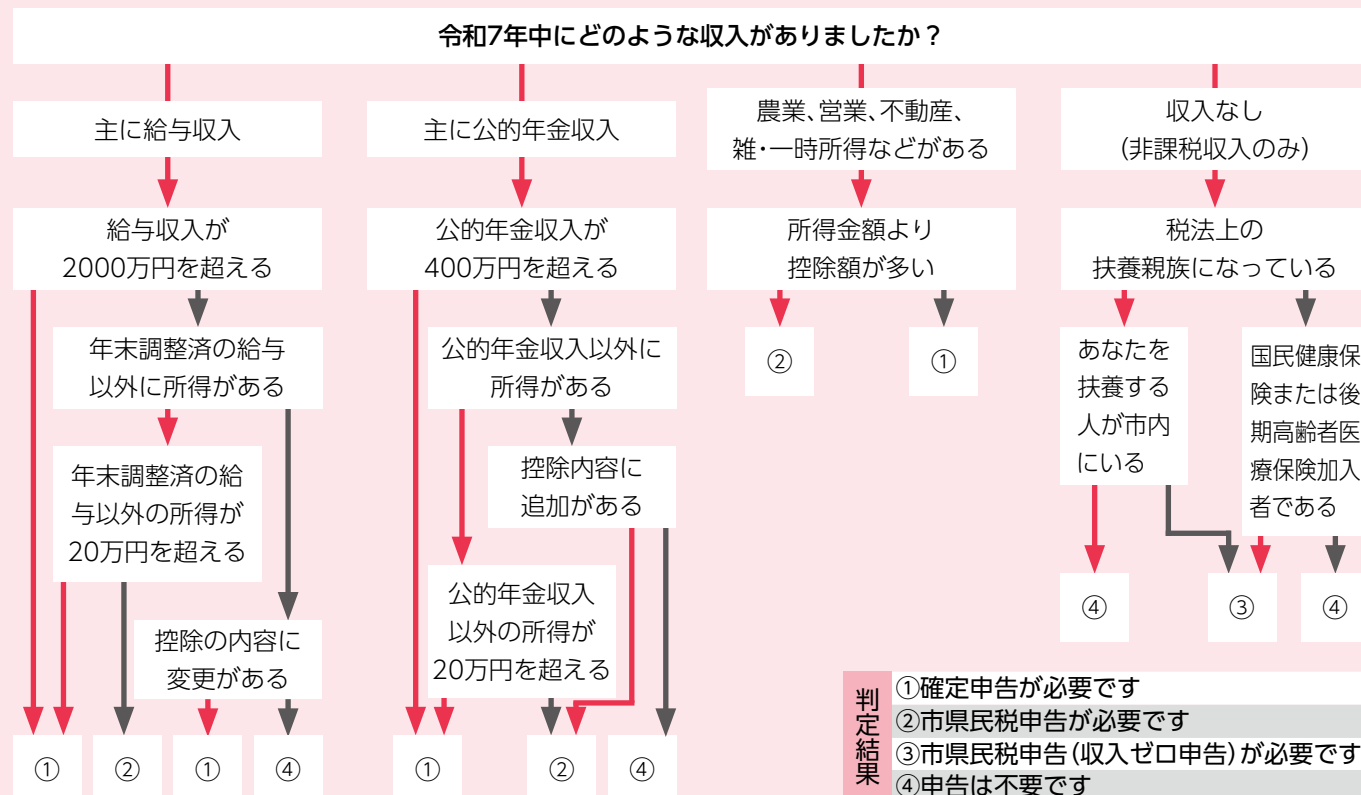 令和7年中にどのような収入がありましたか？
主に給与収入
給与収入が
2000万円を超える
年末調整済の給与
以外に所得がある
年末調整済の給
与以外の所得が
20万円を超える
控除の内容に
変更がある
①
②
①
④
主に公的年金収入
公的年金収入が
400万円を超える
公的年金収入以外に
所得がある
控除内容に
追加がある
公的年金収入
以外の所得が
20万円を超える
①
②
④
農業、営業、不動産、
雑・一時所得などがある
所得金額より
控除額が多い
②
①
収入なし
（非課税収入のみ）
税法上の
扶養親族になっている
あなたを
扶養する
人が市内
にいる
国民健康保
険または後
期高齢者医
療保険加入
者である
④
③
④
判定結果
①確定申告が必要です
②市県民税申告が必要です
③市県民税申告（収入ゼロ申告）が必要です
④申告は不要です